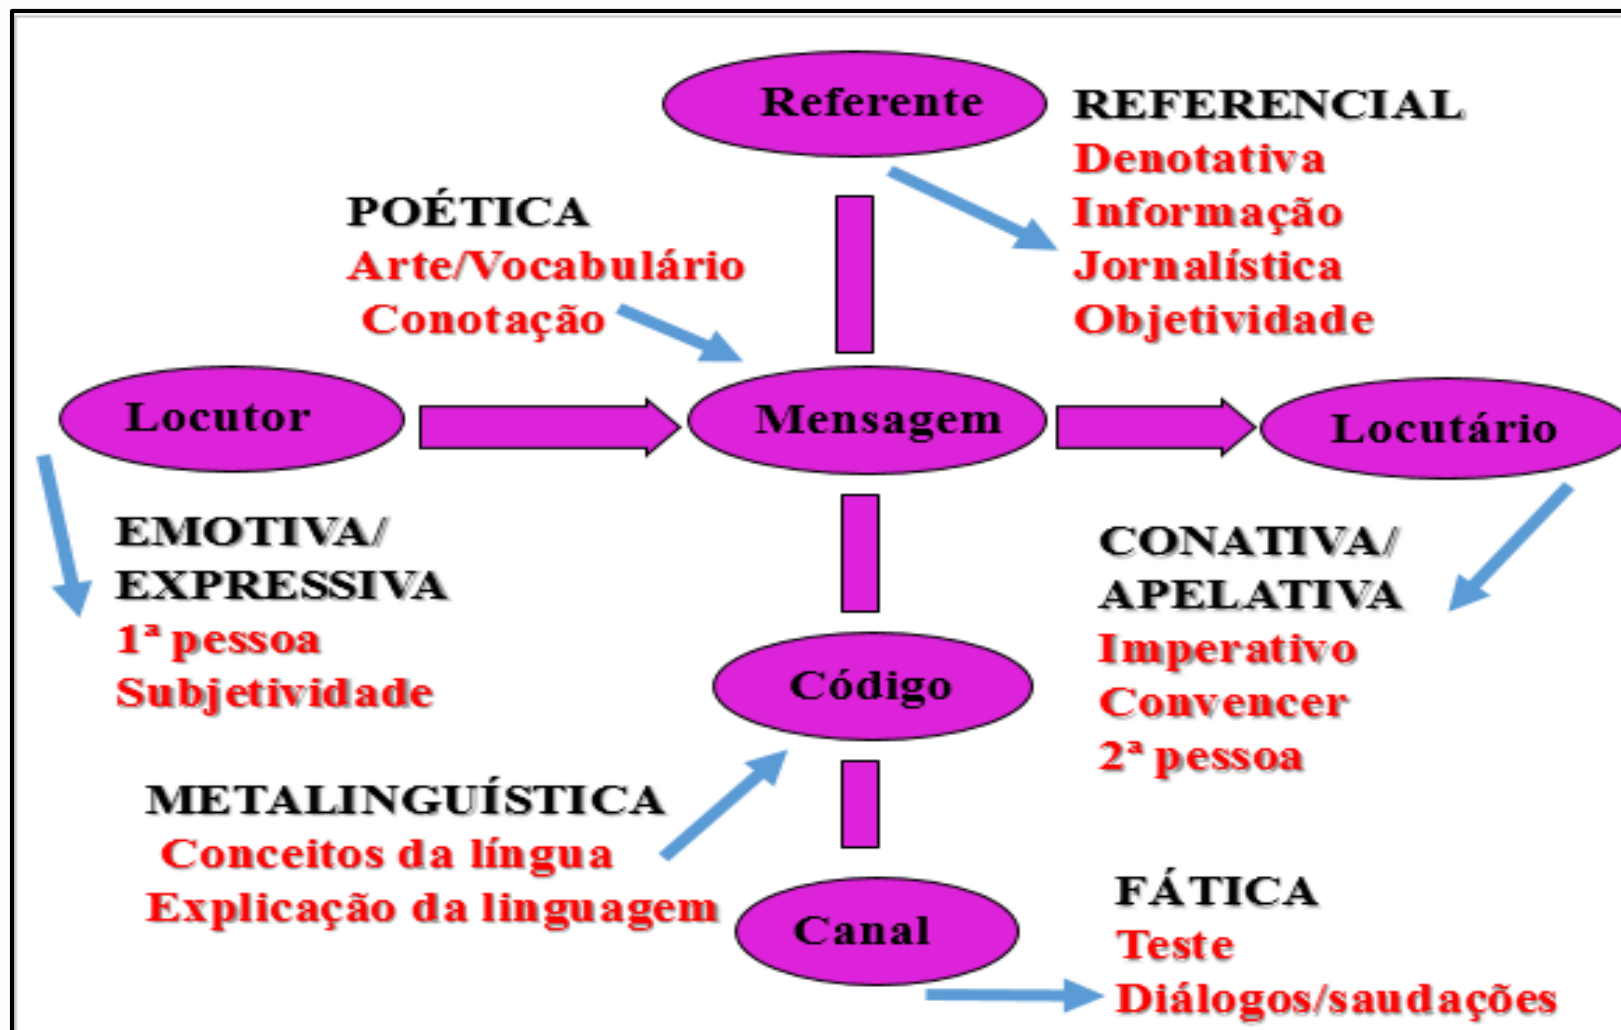 Referente
REFERENCIAL
Denotativa
Informação
Jornalística
Objetividade
POÉTICA
Arte/Vocabulário
Conotação
Locutor
Mensagem
Locutário
EMOTIVA/
EXPRESSIVA
1ª pessoa
Subjetividade
CONATIVA/
APELATIVA
Imperativo
Convencer
2ª pessoa
Código
METALINGUÍSTICA
Conceitos da língua
Explicação da linguagem
Canal
FÁTICA
Teste
Diálogos/saudações